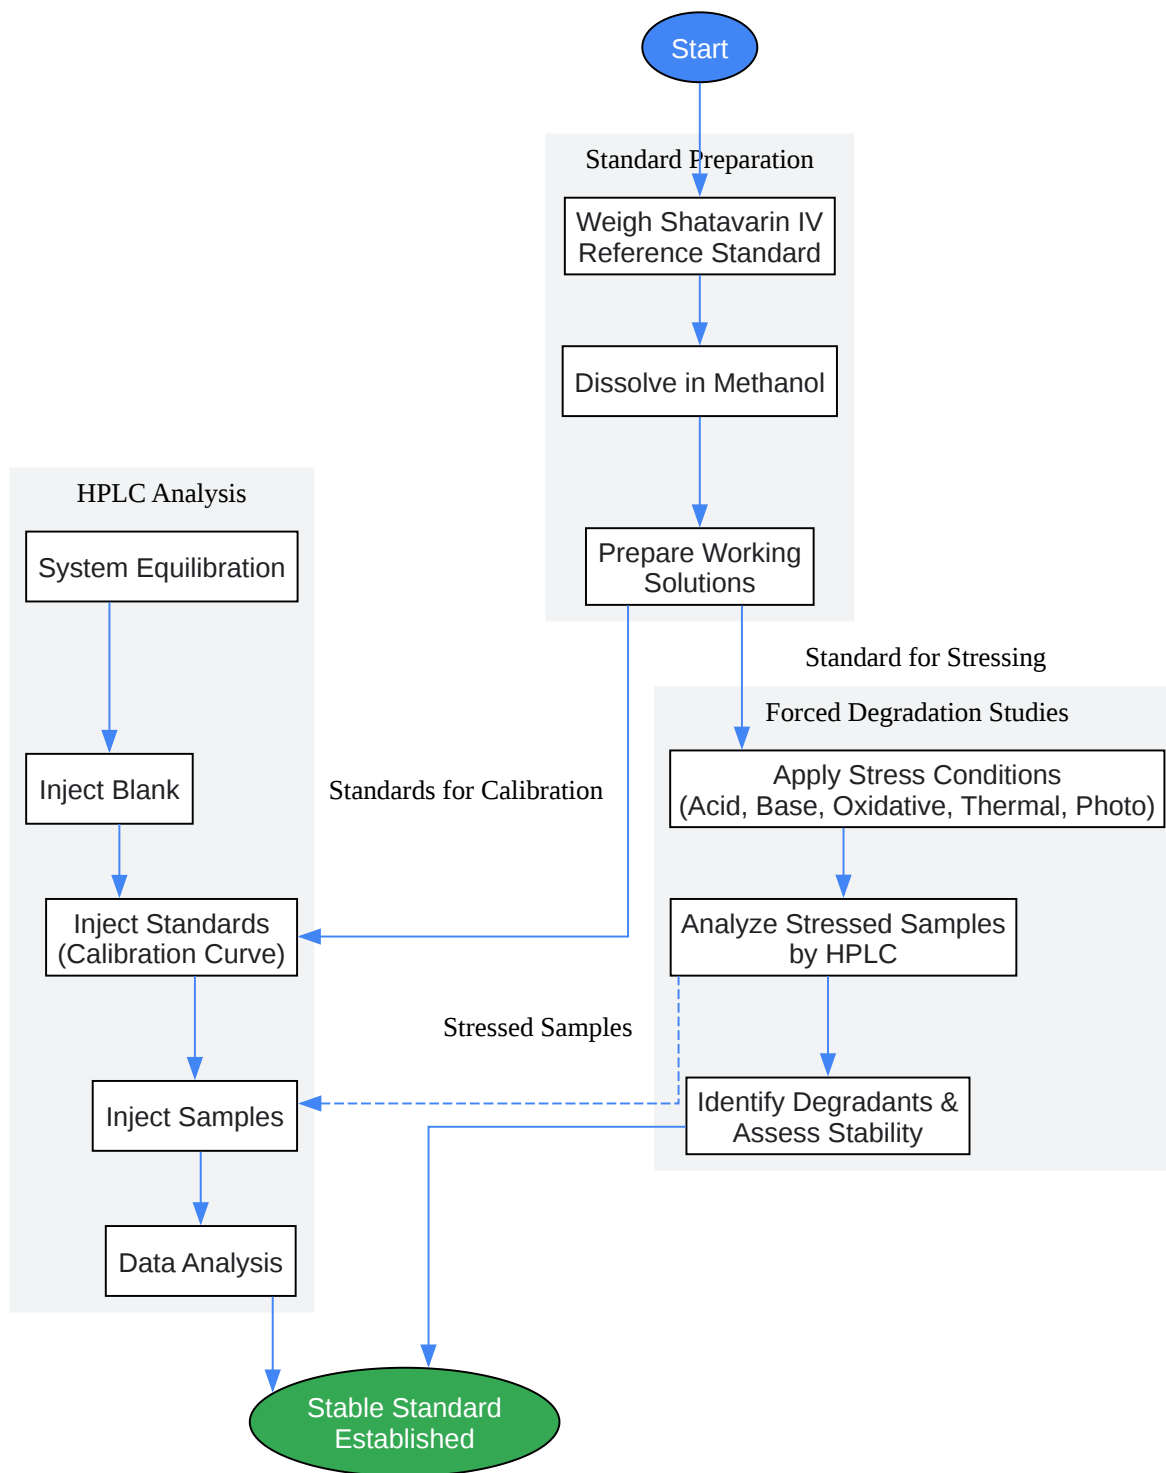 Start
Standard Preparation
Weigh Shatavarin IV
Reference Standard
Dissolve in Methanol
Prepare Working
Solutions
HPLC Analysis
System Equilibration
Inject Blank
Inject Standards
(Calibration Curve)
Inject Samples
Data Analysis
Standards for Calibration
Standard for Stressing
Forced Degradation Studies
Apply Stress Conditions
(Acid, Base, Oxidative, Thermal, Photo)
Analyze Stressed Samples
by HPLC
Stressed Samples
Identify Degradants &
Assess Stability
Stable Standard
Established